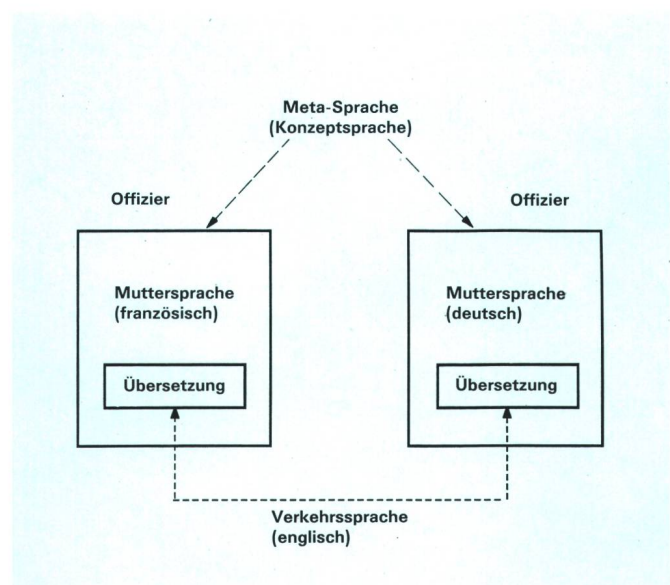 Meta-Sprache
(Konzeptsprache)
Offizier
Offizier
Muttersprache
(französisch)
Muttersprache
(deutsch)
Übersetzung
Übersetzung
Verkehrssprache
(englisch)